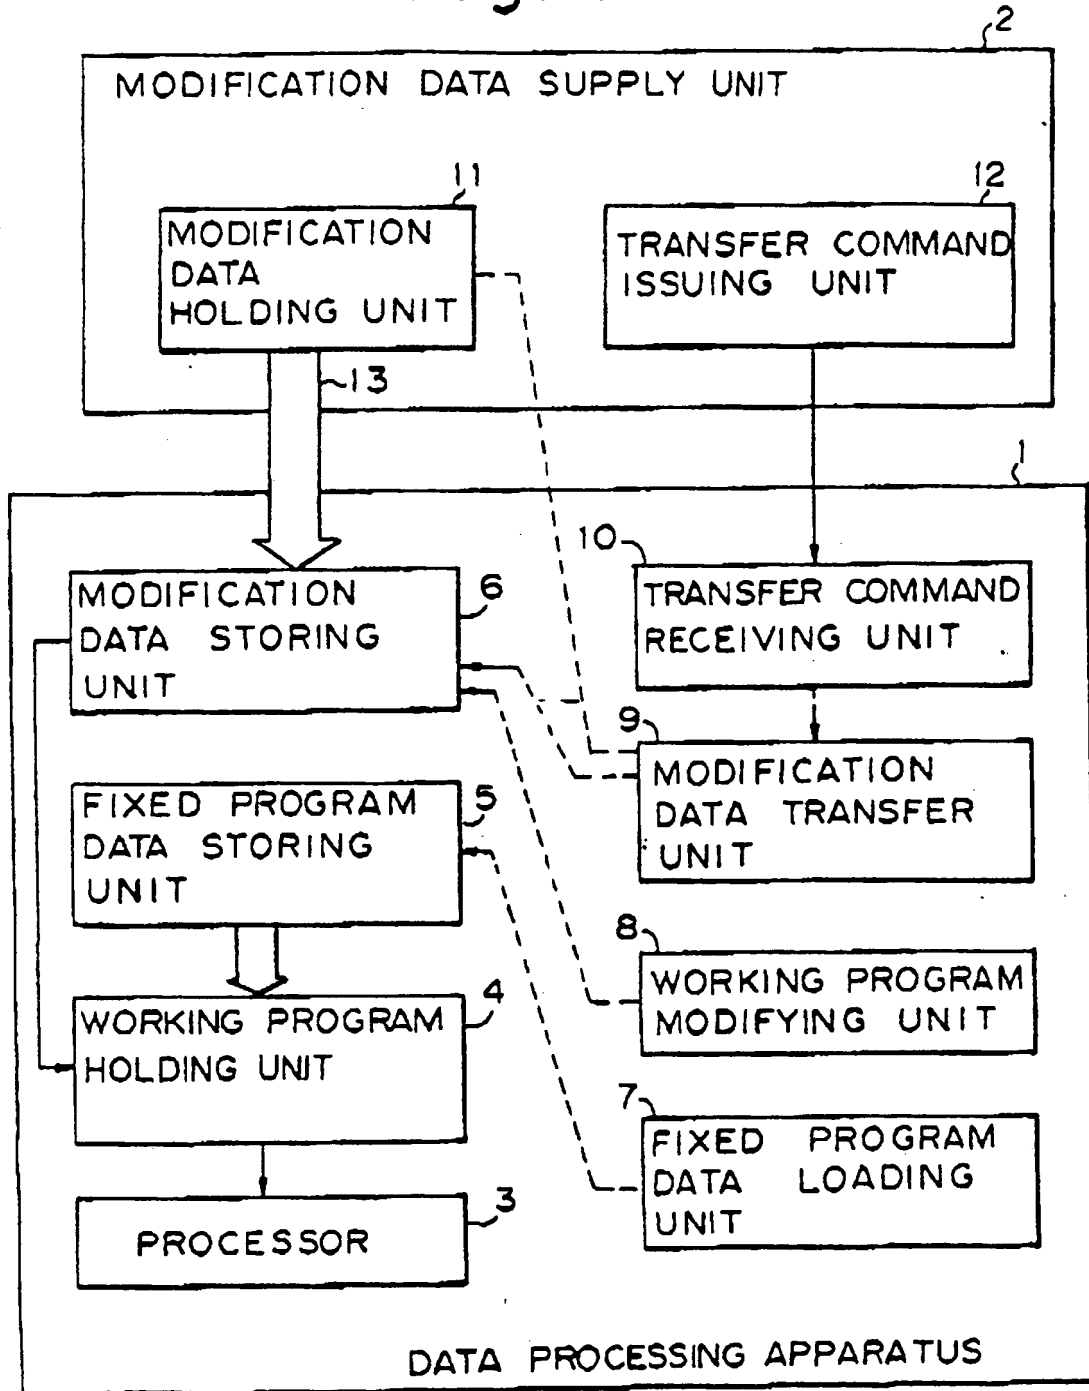 2
MODIFICATION DATA SUPPLY UNIT
11
MODIFICATION
DATA
HOLDING UNIT
12
TRANSFER COMMAND
ISSUING UNIT
13
1
10
TRANSFER COMMAND
RECEIVING UNIT
6
MODIFICATION
DATA STORING
UNIT
9
MODIFICATION
DATA TRANSFER
UNIT
5
FIXED PROGRAM
DATA STORING
UNIT
8
WORKING PROGRAM
MODIFYING UNIT
4
WORKING PROGRAM
HOLDING UNIT
7
FIXED PROGRAM
DATA LOADING
UNIT
3
PROCESSOR
DATA PROCESSING APPARATUS